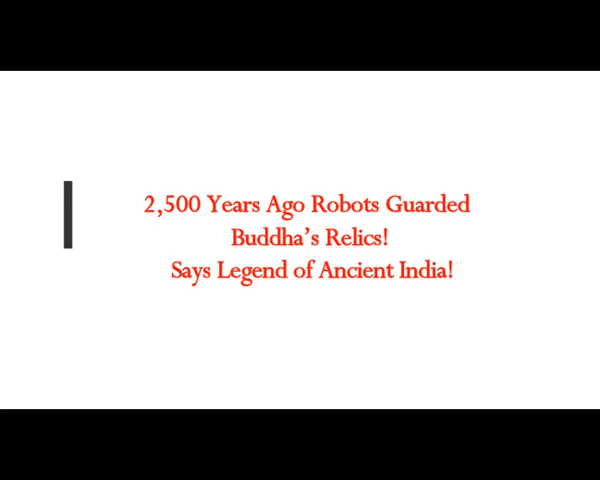 2,500 Years Ago Robots Guarded
Buddha's Relics!
Says Legend of Ancient India!